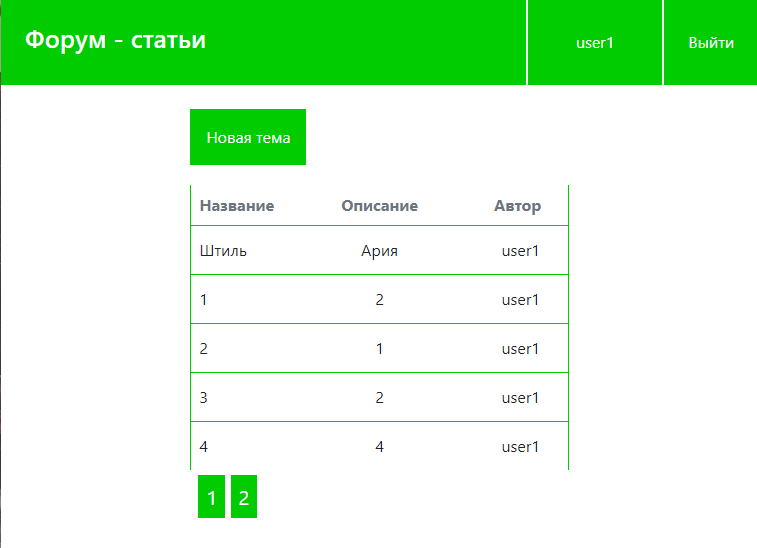 Форум - статьи user1 Выйти
Новая тема
Название Описание Автор
Штиль Ария user1
1 2 user1
2 1 user1
3 2 user1
4 4 user1
1 2